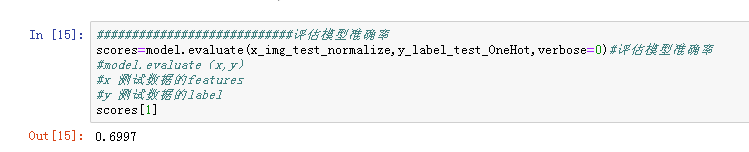 In [15]: ############################评估模型准确率
scores=model.evaluate(x_img_test_normalize,y_label_test_OneHot,verbose=0)#评估模型准确率
#model.evaluate (x,y)
#x 测试数据的features
#y 测试数据的label
scores[1]
Out[15]: 0.6997